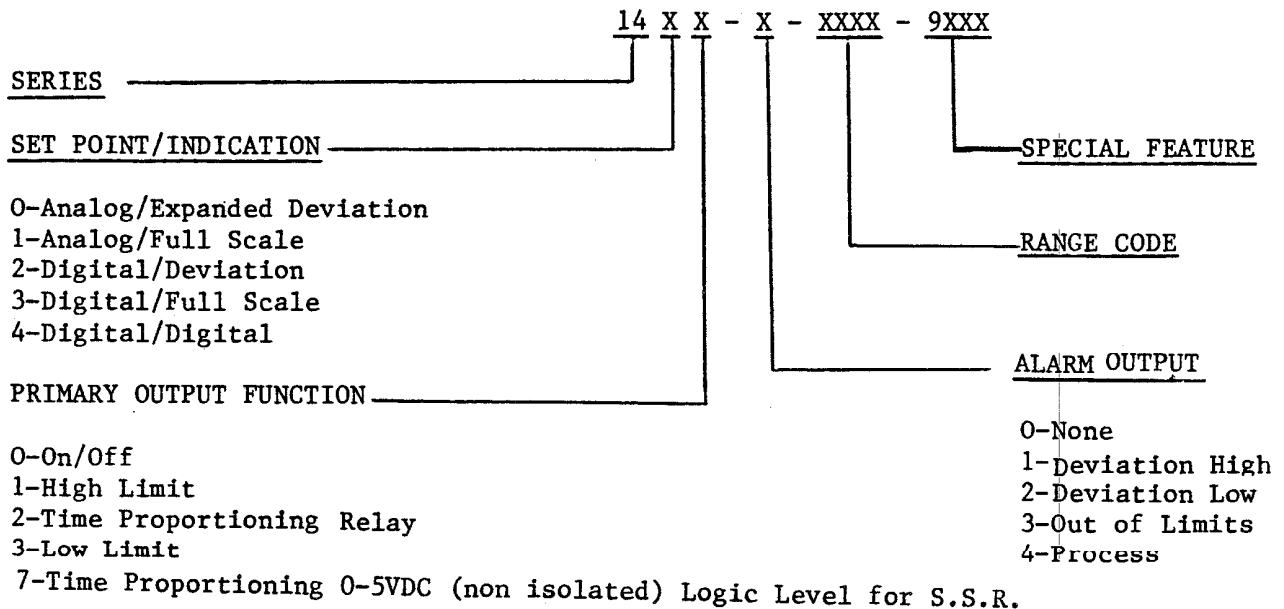 14 X X - X - XXXX - 9XXX
SERIES
SET POINT/INDICATION
SPECIAL FEATURE
0-Analog/Expanded Deviation
1-Analog/Full Scale
RANGE CODE
2-Digital/Deviation
3-Digital/Full Scale
4-Digital/Digital
ALARM OUTPUT
PRIMARY OUTPUT FUNCTION
0-None
0-On/Off
1-Deviation High
1-High Limit
2-Deviation Low
2-Time Proportioning Relay
3-Out of Limits
3-Low Limit
4-Process
7-Time Proportioning 0-5VDC (non isolated) Logic Level for S.S.R.